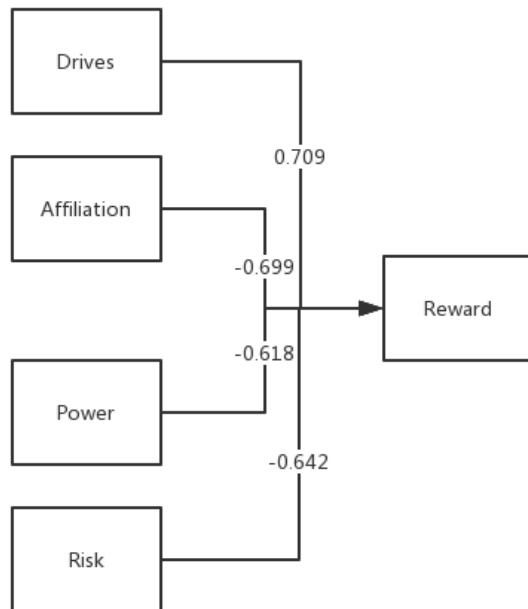 Drives
0.709
Affiliation
-0.699
Reward
-0.618
Power
-0.642
Risk